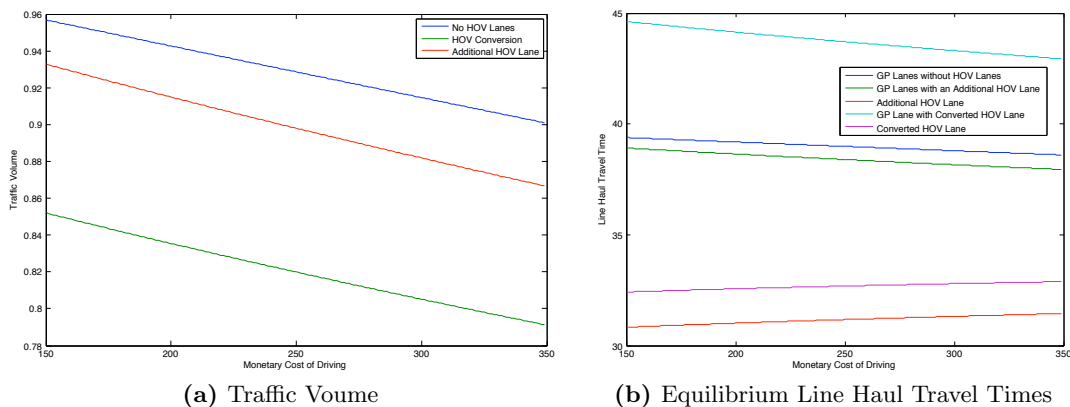 0.96
0.94
0.92
0.9
0.88
0.86
0.84
0.82
0.8
0.78
Traffic Volume
No HOV Lanes
HOV Conversion
Additional HOV Lane
150
200
250
300
350
Monetary Cost of Driving
(a) Traffic Voume
45
40
35
30
Line Haul Travel Time
GP Lanes without HOV Lanes
GP Lanes with an Additional HOV Lane
Additional HOV Lane
GP Lane with Converted HOV Lane
Converted HOV Lane
150
200
250
300
350
Monetary Cost of Driving
(b) Equilibrium Line Haul Travel Times